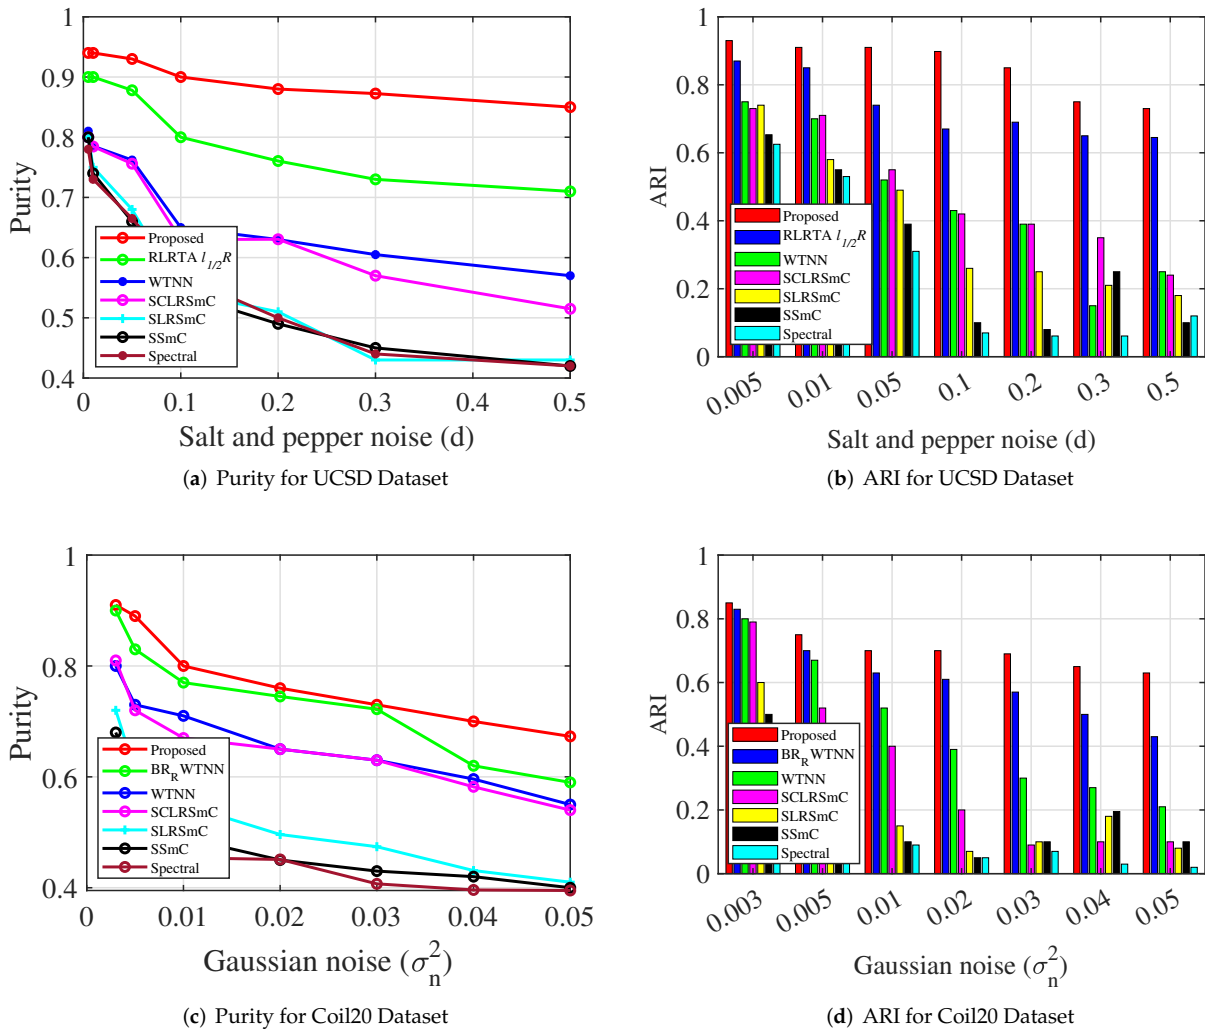 1
0.9
0.8
0.7
0.6
0.5
0.4
Purity
Proposed
RLRTA l1/2R
WTNN
SCLRSmC
SLRSmC
SSmC
Spectral
0 0.1 0.2 0.3 0.4 0.5
Salt and pepper noise (d)
(a) Purity for UCSD Dataset
1
0.8
0.6
0.4
0.2
0
ARI
Proposed
RLRTA l1/2R
WTNN
SCLRSmC
SLRSmC
SSmC
Spectral
0.005 0.01 0.05 0.1 0.2 0.3 0.5
Salt and pepper noise (d)
(b) ARI for UCSD Dataset
1
0.8
0.6
0.4
Purity
Proposed
BRRWTNN
WTNN
SCLRSmC
SLRSmC
SSmC
Spectral
0 0.01 0.02 0.03 0.04 0.05
Gaussian noise (σn2)
(c) Purity for Coil20 Dataset
1
0.8
0.6
0.4
0.2
0
ARI
Proposed
BRRWTNN
WTNN
SCLRSmC
SLRSmC
SSmC
Spectral
0.003 0.005 0.01 0.02 0.03 0.04 0.05
Gaussian noise (σn2)
(d) ARI for Coil20 Dataset